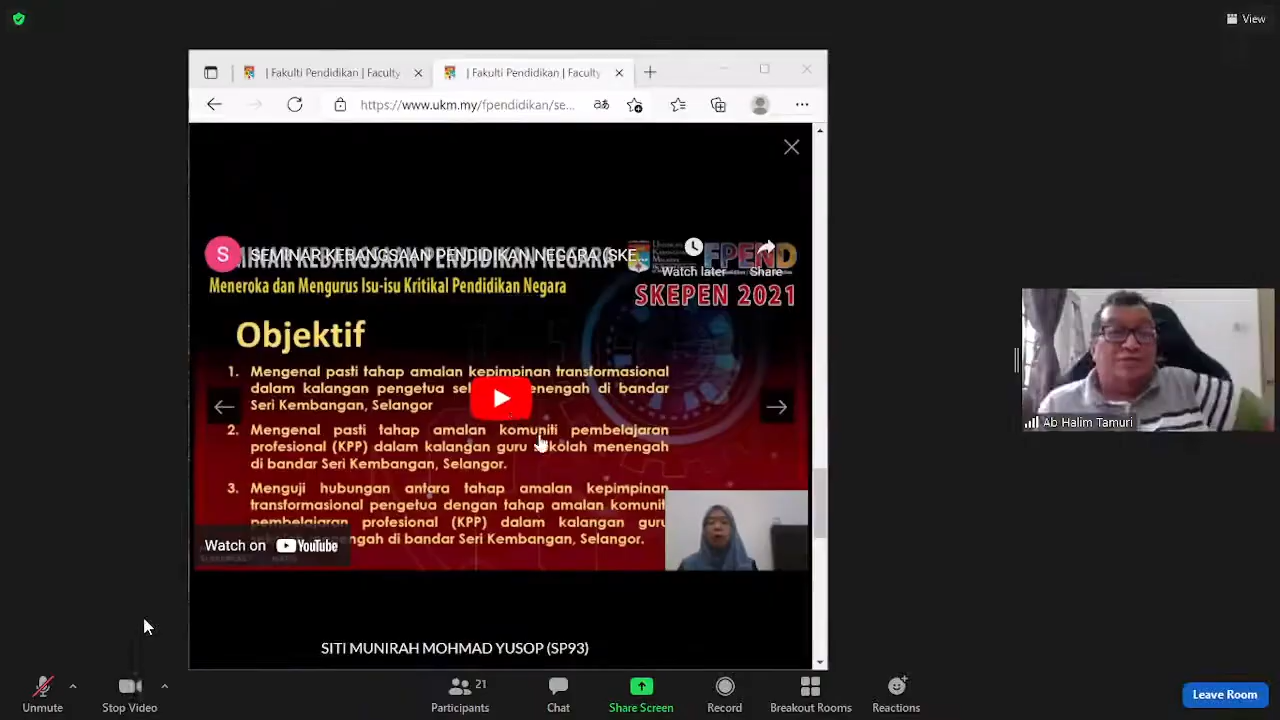 View
| Fakulti Pendidikan | Faculty
| Fakulti Pendidikan | Faculty
https://www.ukm.my/fpendidikan/se...
S
SEMINAR KEBANGSAAN PENDIDIKAN NEGARA (SKE...
FPEND
Watch later
Share
Meneroka dan Mengurus Isu-isu Kritikal Pendidikan Negara
SKEPEN 2021
Objektif
1. Mengenal pasti tahap amalan kepimpinan transformasional
dalam kalangan pengetua menengah di bandar
Seri Kembangan, Selangor
2. Mengenal pasti tahap amalan komuniti pembelajaran
profesional (KPP) dalam kalangan guru sekolah menengah
di bandar Seri Kembangan, Selangor.
3. Menguji hubungan antara tahap amalan kepimpinan
transformasional pengetua dengan tahap amalan komuniti
pembelajaran profesional (KPP) dalam kalangan guru
di bandar Seri Kembangan, Selangor.
Watch on YouTube
SITI MUNIRAH MOHMAD YUSOP (SP93)
Ab Halim Tamuri
Unmute
Stop Video
21
Participants
Chat
Share Screen
Record
Breakout Rooms
Reactions
Leave Room